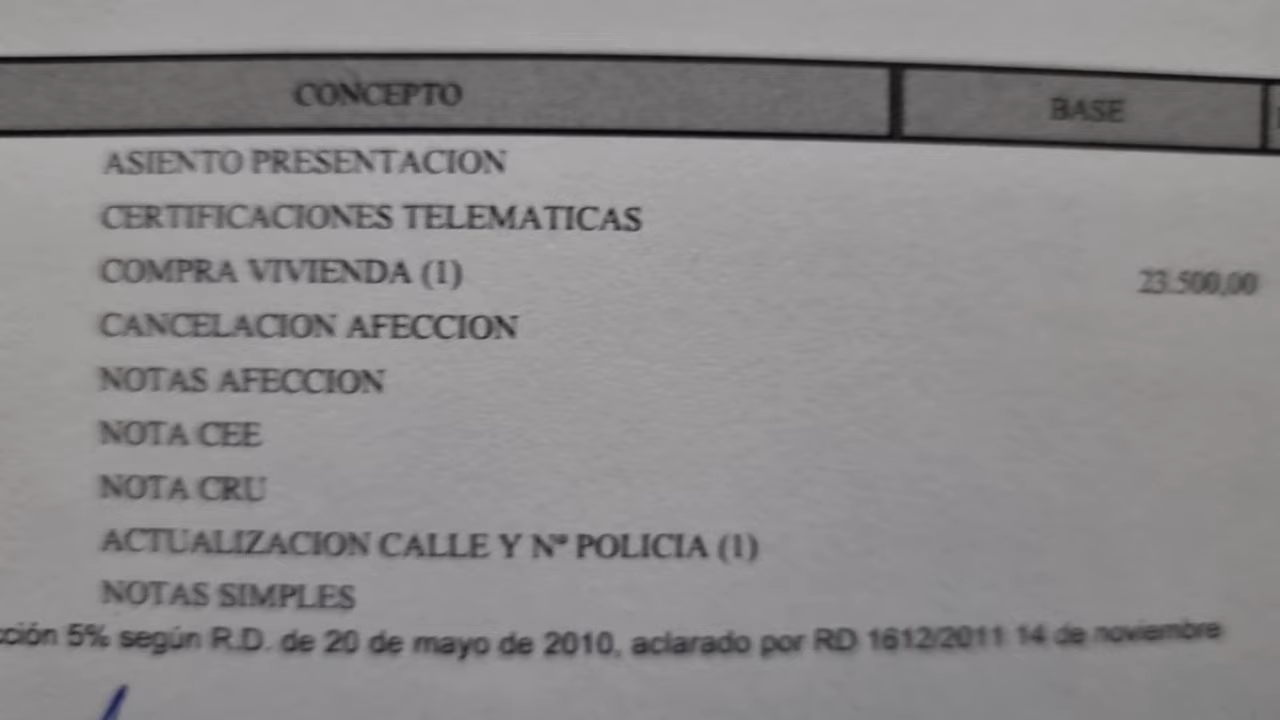 CONCEPTO BASE
ASIENTO PRESENTACION
CERTIFICACIONES TELEMATICAS
COMPRA VIVIENDA (1) 23.500,00
CANCELACION AFECCION
NOTAS AFECCION
NOTA CEE
NOTA CRU
ACTUALIZACION CALLE Y Nº POLICIA (1)
NOTAS SIMPLES
cción 5% según R.D. de 20 de mayo de 2010, aclarado por RD 1612/2011 14 de noviembre